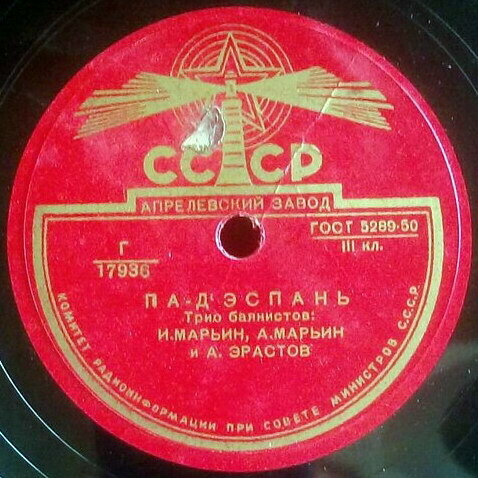 СССР
АПРЕЛЕВСКИЙ ЗАВОД
ГОСТ 5289-50
III кл.
Г
17936
ПА-Д'ЭСПАНЬ
Трио баянистов:
И.МАРЬИН, А.МАРЬИН
и А. ЭРАСТОВ
КОМИТЕТ РАДИОИНФОРМАЦИИ ПРИ СОВЕТЕ МИНИСТРОВ С.С.С.Р.